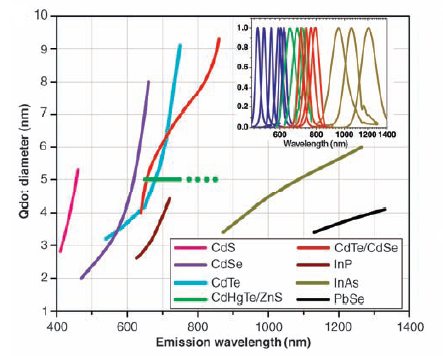 10
9
8
7
6
5
4
3
2
1
Qdot diameter (nm)
400 600 800 1000 1200 1400
Emission wavelength (nm)
1.0
0.8
0.6
0.4
0.2
0.0
600 800 1000 1200 1400
Wavelength (nm)
CdS CdTe/CdSe
CdSe InP
CdTe InAs
CdHgTe/ZnS PbSe